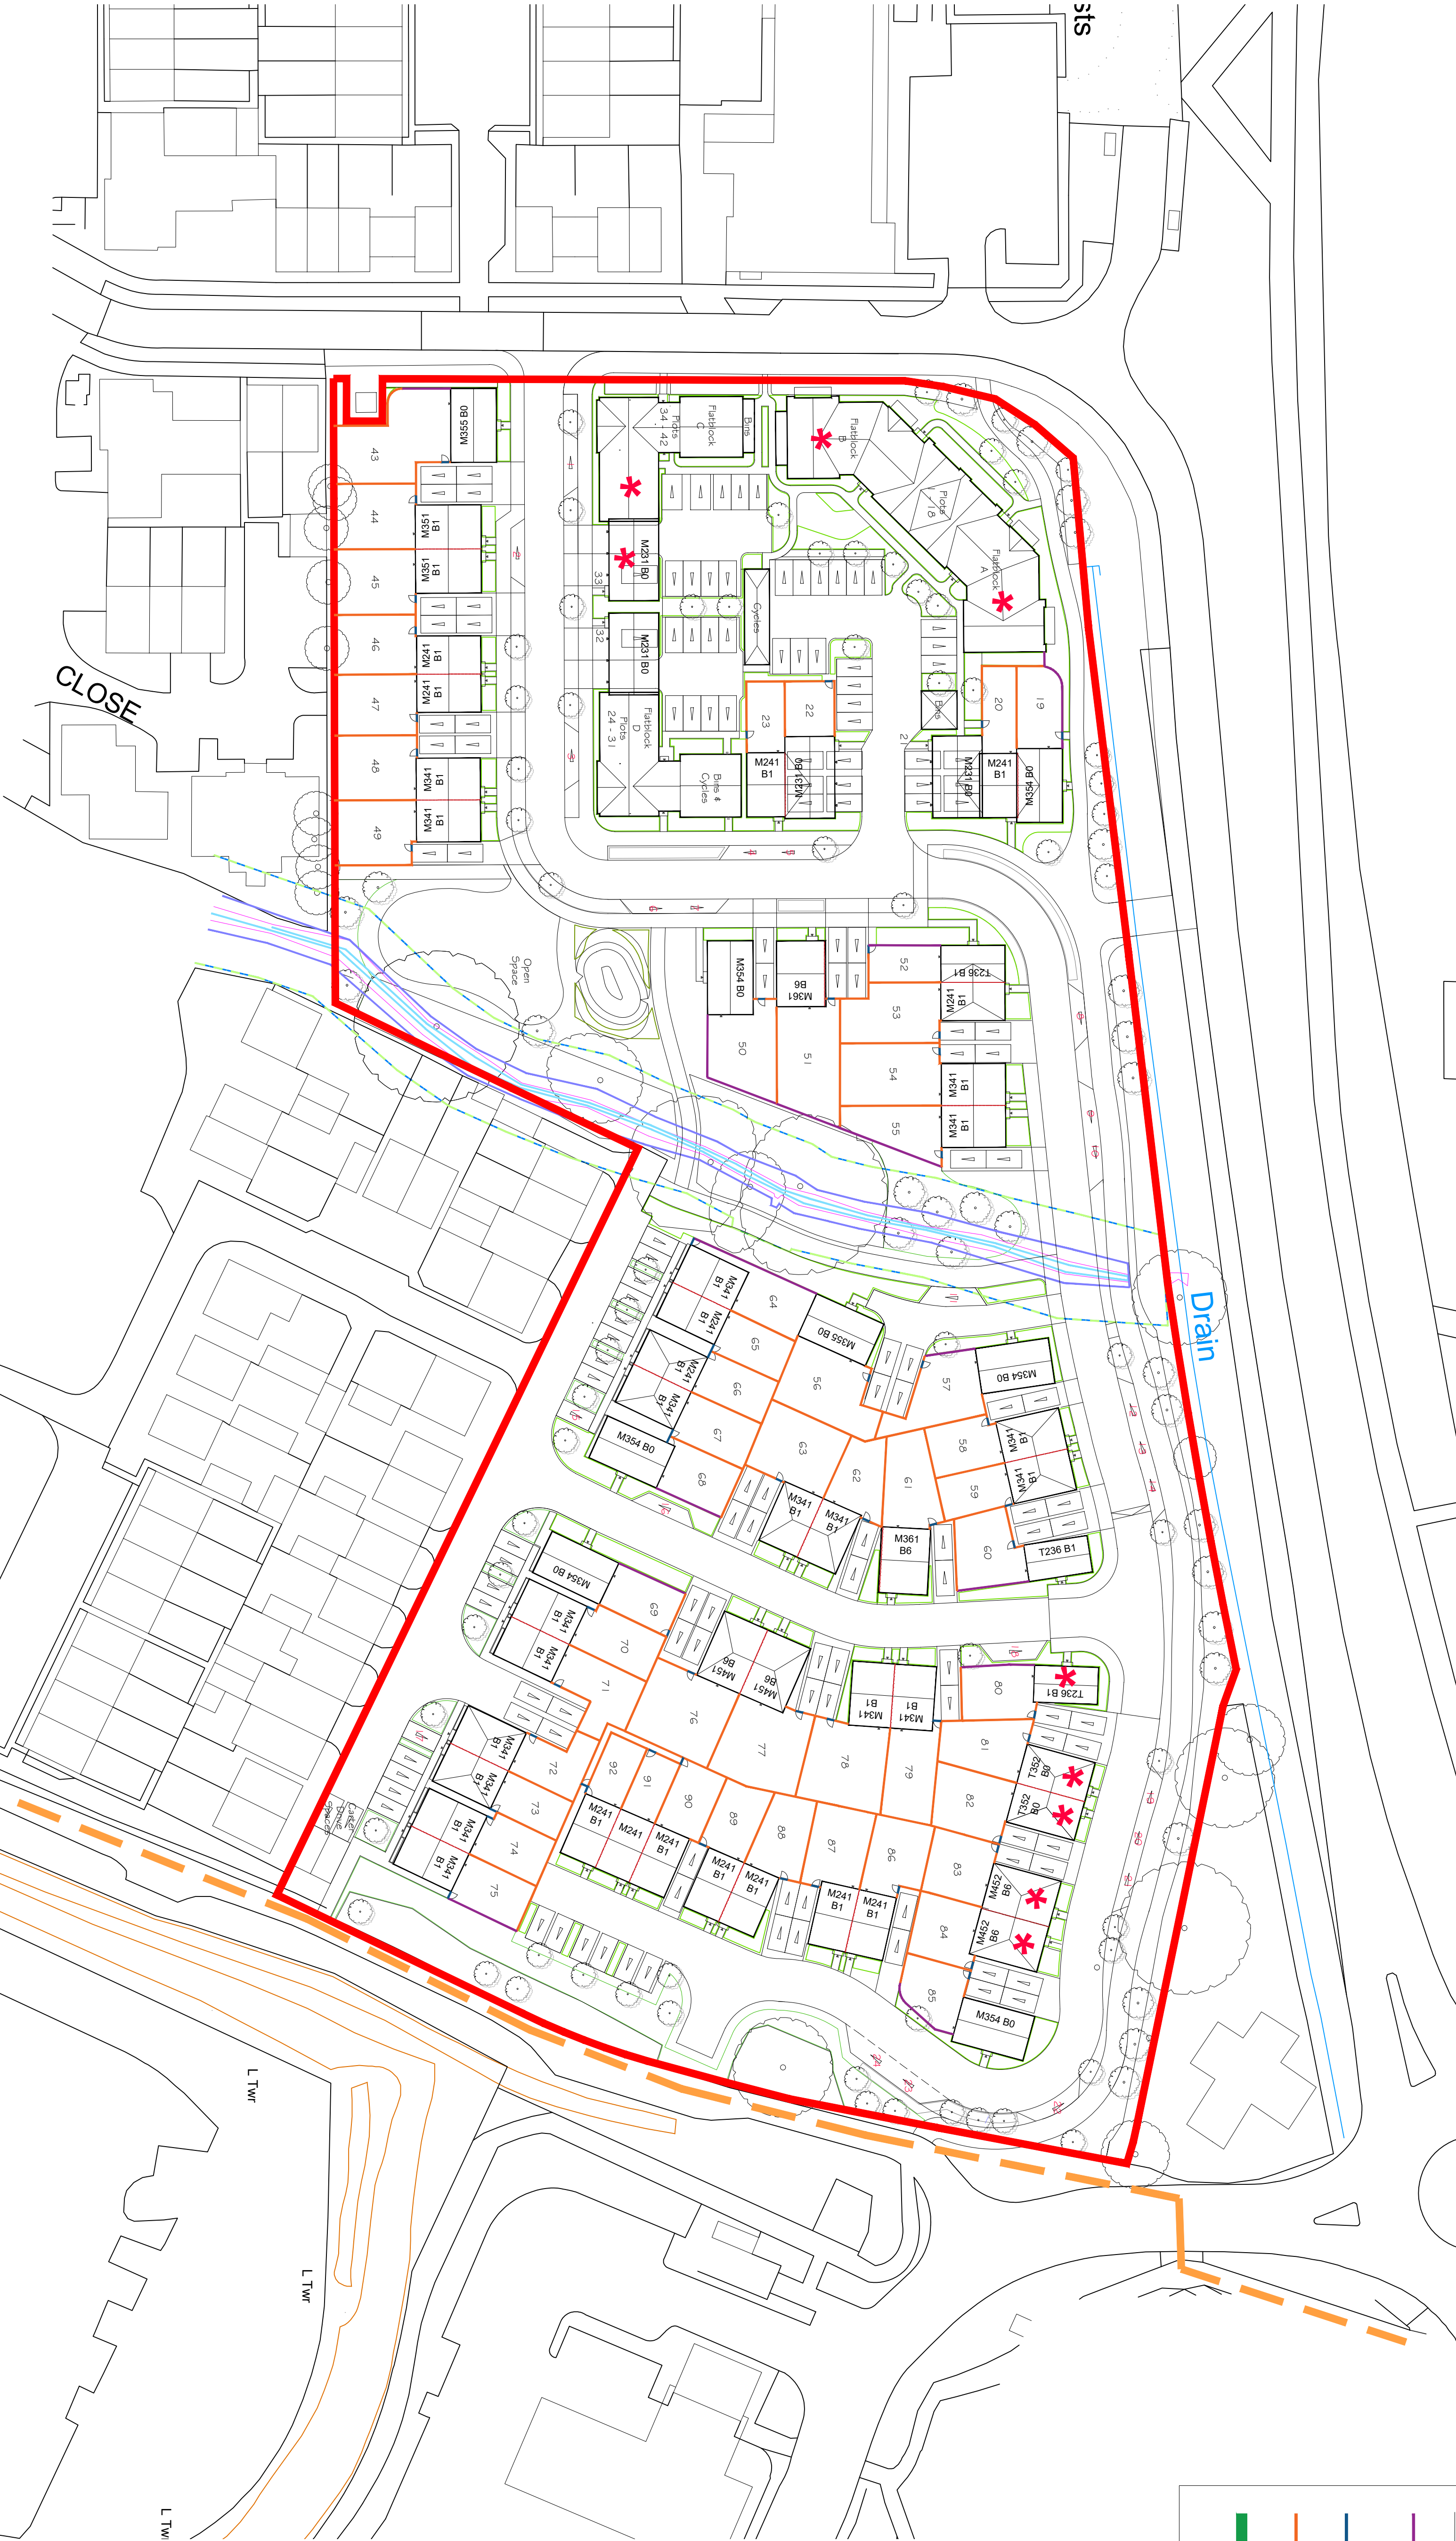 sts
CLOSE
Drain
M355 B0
43
44
M351
B1
M351
B1
45
46
M241
B1
M241
B1
47
48
M341
B1
M341
B1
49
Plots
34 - 42
Flatblock
C
Bins
Flatblock
B
Plots
1 - 18
Flatblock
A
M231 B0
33
32
M231 B0
Cycles
Flatblock
D
Plots
24 - 31
Bins &
Cycles
23
22
M241
B1
M231 B0
20
19
Bins
21
M231 B0
M241
B1
M354 B0
Open
Space
M354 B0
M361
B6
52
T236 B1
53
M241
B1
50
51
54
M341
B1
M341
B1
55
M341
B1
M241
B1
64
M355 B0
65
M241
B1
M341
B1
66
56
57
M354 B0
M354 B0
67
68
63
62
61
58
59
M341
B1
M341
B1
M341
B1
M341
B1
M361
B6
60
T236 B1
M354 B0
69
70
M341
B1
M341
B1
71
M451
B6
M451
B6
76
77
M341
B1
M341
B1
78
79
80
T236 B1
81
T352
B0
T352
B0
82
M341
B1
M341
B1
72
73
92
91
90
89
88
87
86
83
M452
B6
M452
B6
84
85
M354 B0
M341
B1
M341
B1
74
75
M241
B1
M241
M241
B1
M241
B1
M241
B1
M241
B1
M241
B1
Carter
Drive
Spaces
L Twr
L Twr
L Tw